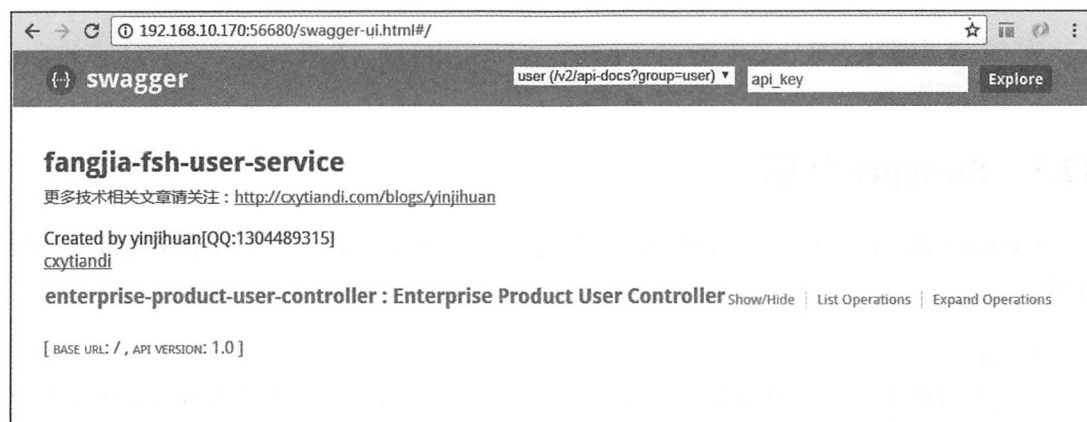 192.168.10.170:56680/swagger-ui.html#/
{...} swagger
user (/v2/api-docs?group=user) ▼
api_key
Explore
fangjia-fsh-user-service
更多技术相关文章请关注：http://cxytiandi.com/blogs/yinjihuan
Created by yinjihuan[QQ:1304489315]
cxytiandi
enterprise-product-user-controller : Enterprise Product User Controller Show/Hide | List Operations | Expand Operations
[ BASE URL: / , API VERSION: 1.0 ]